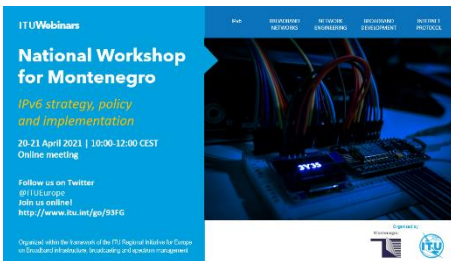 ITUWebinars
National Workshop
for Montenegro
IPv6 strategy, policy
and implementation
20-21 April 2021 | 10:00-12:00 CEST
Online meeting
Follow us on Twitter
@ITUEurope
Join us online!
http://www.itu.int/go/93FG
Organized within the framework of the ITU Regional Initiative for Europe
on Broadband infrastructure, broadcasting and spectrum management
IPv6
BROADBAND
NETWORKS
NETWORK
ENGINEERING
BROADBAND
DEVELOPMENT
INTERNET
PROTOCOL
Organized by
Montenegro
ITU